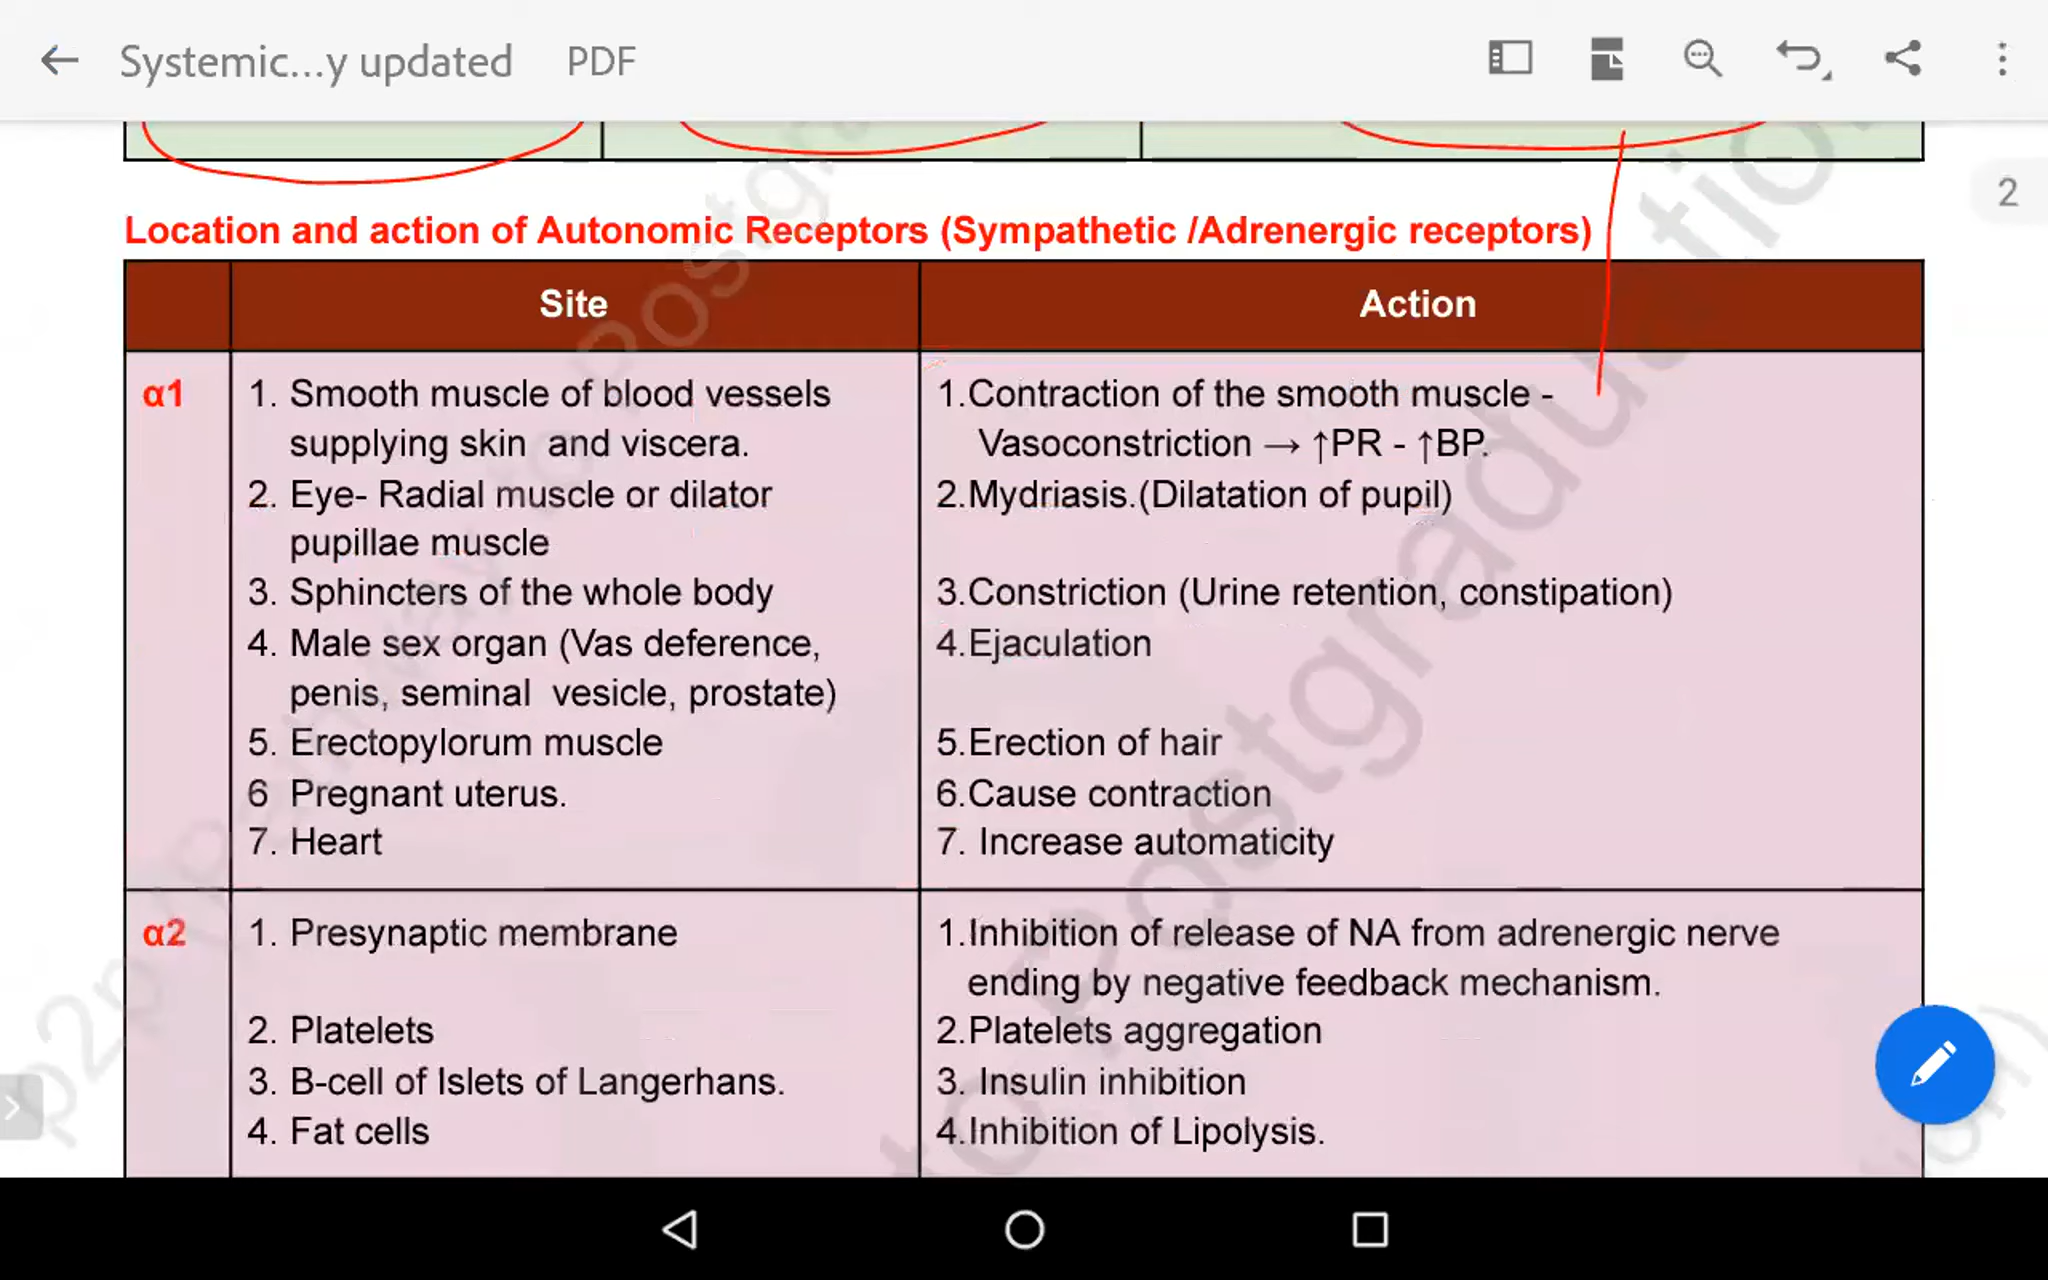 Systemic...y updated PDF
2
Location and action of Autonomic Receptors (Sympathetic /Adrenergic receptors)
Site Action
α1
1. Smooth muscle of blood vessels
supplying skin and viscera.
2. Eye- Radial muscle or dilator
pupillae muscle
3. Sphincters of the whole body
4. Male sex organ (Vas deference,
penis, seminal vesicle, prostate)
5. Erectopylorum muscle
6 Pregnant uterus.
7. Heart
1.Contraction of the smooth muscle -
Vasoconstriction → ↑PR - ↑BP.
2.Mydriasis.(Dilatation of pupil)
3.Constriction (Urine retention, constipation)
4.Ejaculation
5.Erection of hair
6.Cause contraction
7. Increase automaticity
α2
1. Presynaptic membrane
2. Platelets
3. B-cell of Islets of Langerhans.
4. Fat cells
1.Inhibition of release of NA from adrenergic nerve
ending by negative feedback mechanism.
2.Platelets aggregation
3. Insulin inhibition
4.Inhibition of Lipolysis.